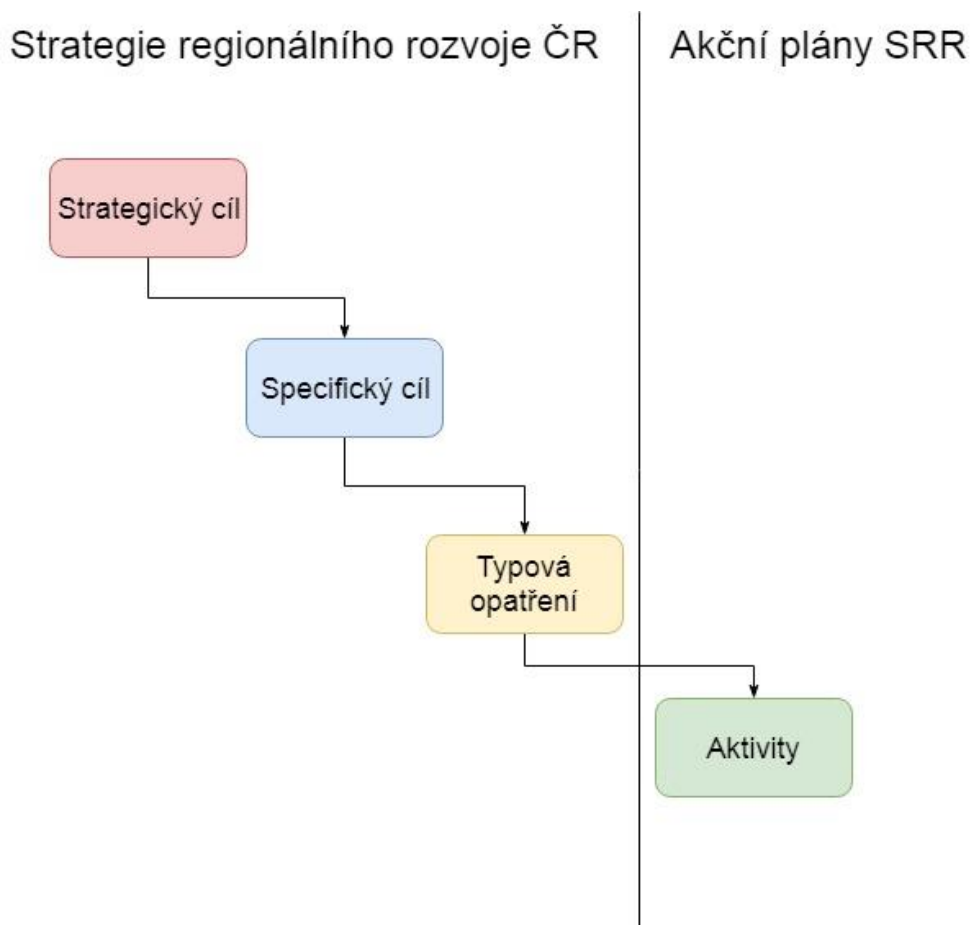 Strategie regionálního rozvoje ČR
Akční plány SRR
Strategický cíl
Specifický cíl
Typová
opatření
Aktivity